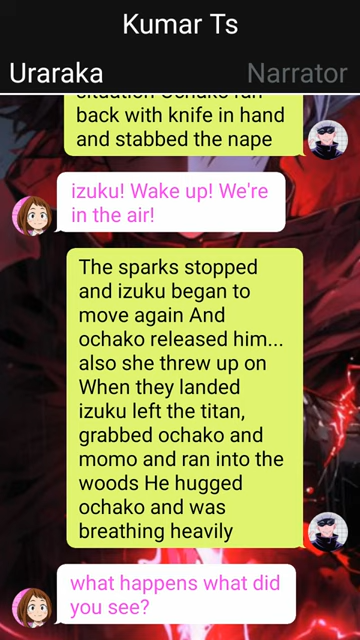 Kumar Ts
Uraraka
Narrator
back with knife in hand
and stabbed the nape
izuku! Wake up! We're
in the air!
The sparks stopped
and izuku began to
move again And
ochako released him...
also she threw up on
When they landed
izuku left the titan,
grabbed ochako and
momo and ran into the
woods He hugged
ochako and was
breathing heavily
what happens what did
you see?